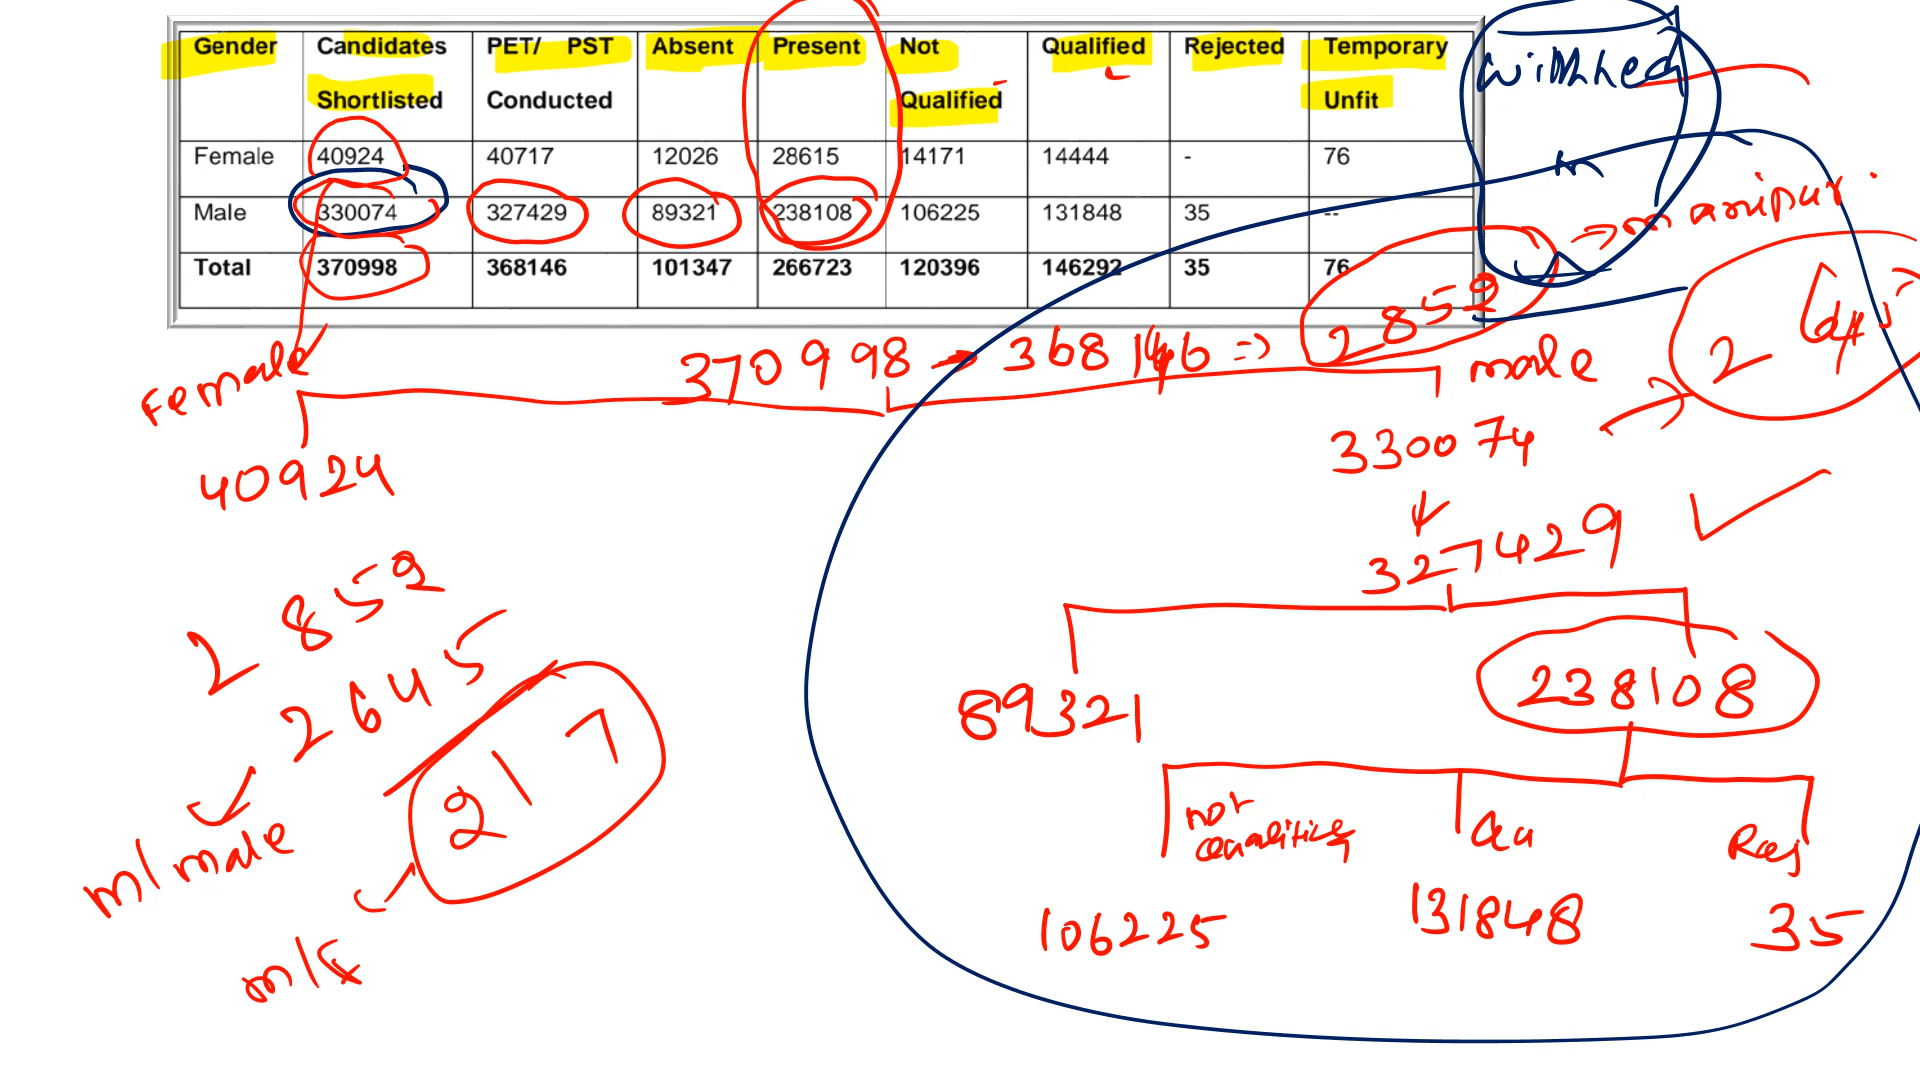 Gender Candidates Shortlisted PET/ PST Conducted Absent Present Not Qualified Qualified Rejected Temporary Unfit withheld
Female 40924 40717 12026 28615 14171 14444 - 76
Male 330074 327429 89321 238108 106225 131848 35 --
Total 370998 368146 101347 266723 120396 146292 35 76
manipur
370998 - 368146 => 2852
Female
male
2
40924
330074
327429
2852
2645
217
89321
238108
m/male
m/f
not
Qu
Rej
106225
131848
35